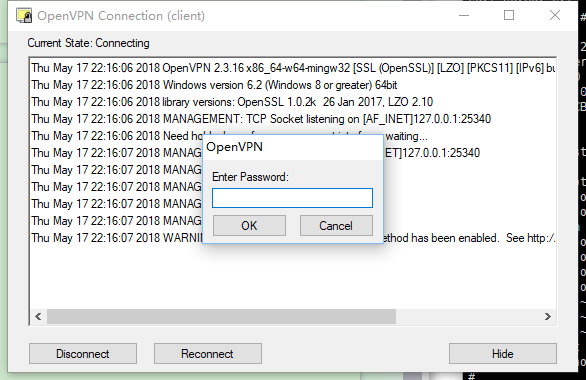 OpenVPN Connection (client)
Current State: Connecting
Thu May 17 22:16:06 2018 OpenVPN 2.3.16 x86_64-w64-mingw32 [SSL (OpenSSL)] [LZO] [PKCS11] [IPv6] bu
Thu May 17 22:16:06 2018 Windows version 6.2 (Windows 8 or greater) 64bit
Thu May 17 22:16:06 2018 library versions: OpenSSL 1.0.2k 26 Jan 2017, LZO 2.10
Thu May 17 22:16:06 2018 MANAGEMENT: TCP Socket listening on [AF_INET]127.0.0.1:25340
Thu May 17 22:16:06 2018 Need waiting...
Thu May 17 22:16:07 2018 MANAG ET]127.0.0.1:25340
Thu May 17 22:16:07 2018 MANAG
Thu May 17 22:16:07 2018 MANAG
Thu May 17 22:16:07 2018 MANAG
Thu May 17 22:16:07 2018 MANAG
Thu May 17 22:16:07 2018 WARNIN ethod has been enabled. See http:/
OpenVPN
Enter Password:
OK
Cancel
Disconnect
Reconnect
Hide